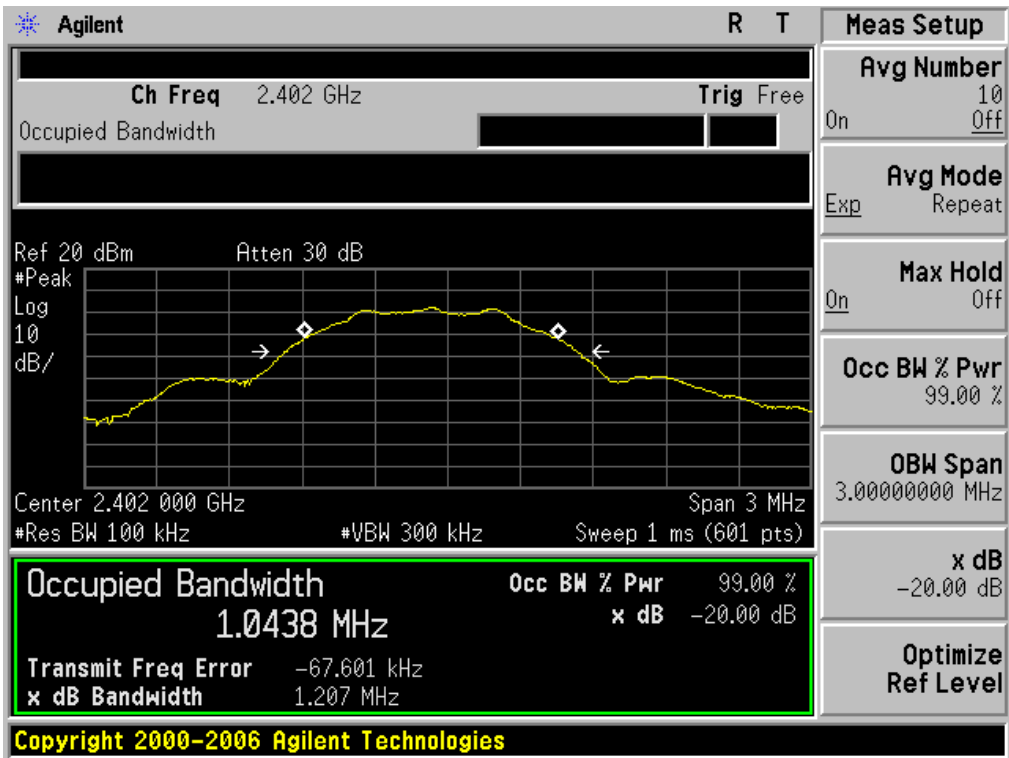 Agilent R T
Ch Freq 2.402 GHz Trig Free
Occupied Bandwidth
Ref 20 dBm Atten 30 dB
#Peak
Log
10
dB/
Center 2.402 000 GHz Span 3 MHz
#Res BW 100 kHz #VBW 300 kHz Sweep 1 ms (601 pts)
Occupied Bandwidth Occ BW % Pwr 99.00 %
1.0438 MHz x dB -20.00 dB
Transmit Freq Error -67.601 kHz
x dB Bandwidth 1.207 MHz
Copyright 2000-2006 Agilent Technologies
Meas Setup
Avg Number
10
On Off
Avg Mode
Exp Repeat
Max Hold
On Off
Occ BW % Pwr
99.00 %
OBW Span
3.00000000 MHz
x dB
-20.00 dB
Optimize
Ref Level